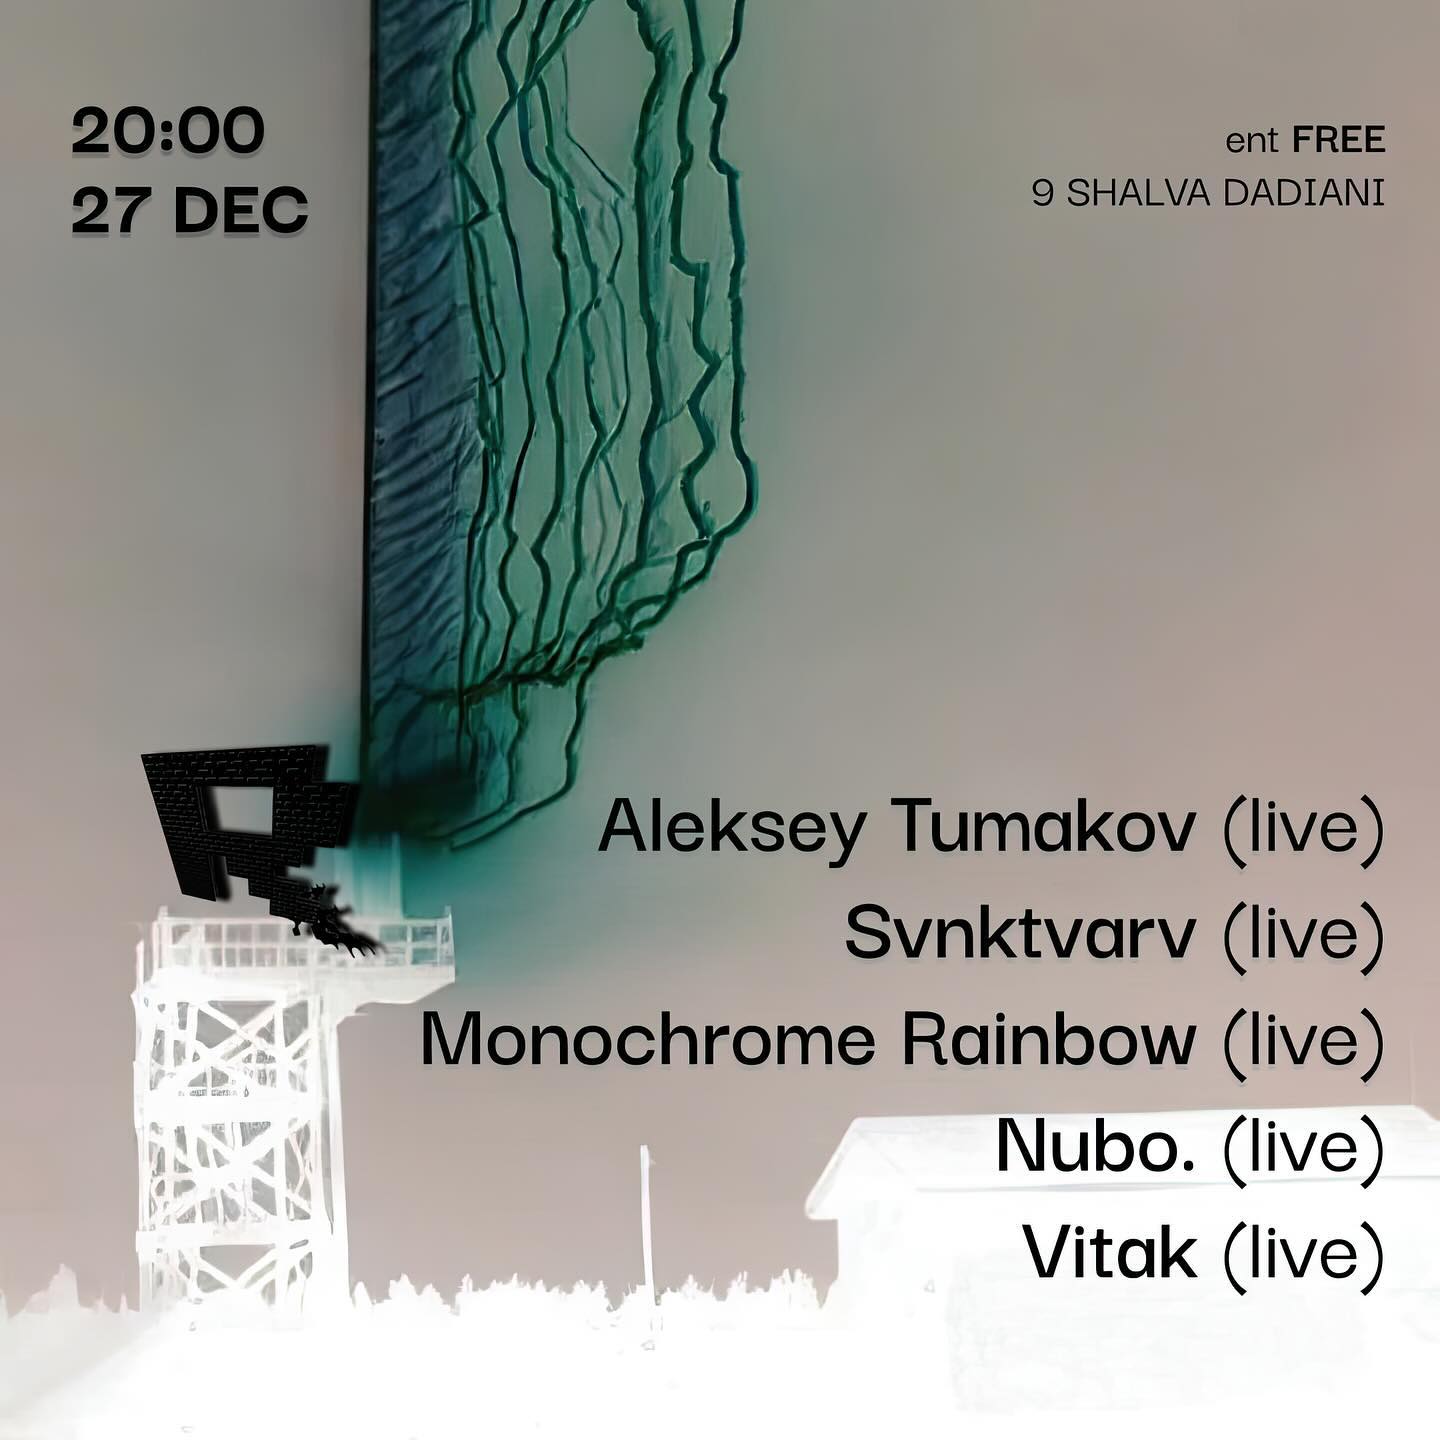 20:00
27 DEC
ent FREE
9 SHALVA DADIANI
Aleksey Tumakov (live)
Svnktvarv (live)
Monochrome Rainbow (live)
Nubo. (live)
Vitak (live)